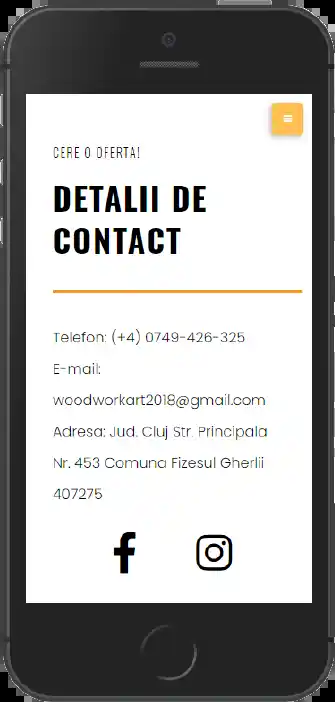 CERE O OFERTA!
DETALII DE
CONTACT
Telefon: (+4) 0749-426-325
E-mail:
woodworkart2018@gmail.com
Adresa: Jud. Cluj Str. Principala
Nr. 453 Comuna Fizesul Gherlii
407275